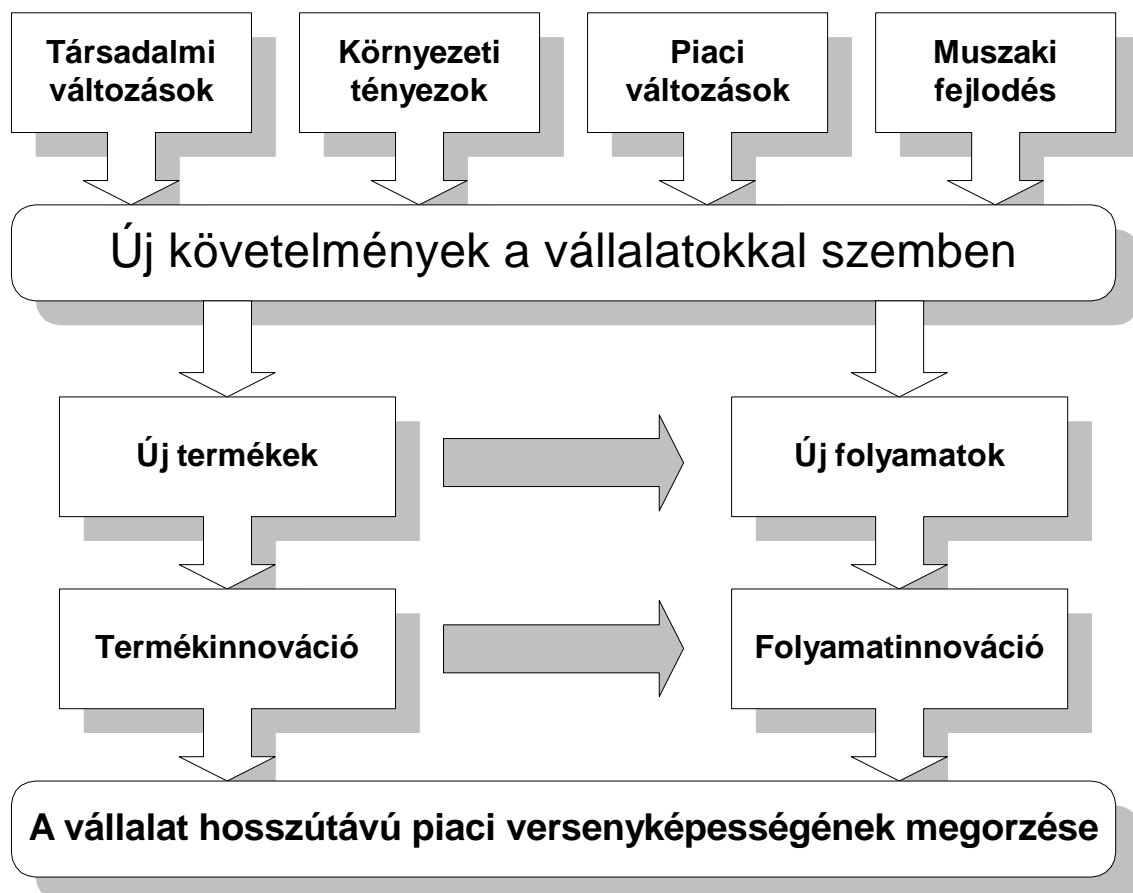 Társadalmi
változások
Környezeti
tényezok
Piaci
változások
Muszaki
fejlodés
Új követelmények a vállalatokkal szemben
Új termékek
Új folyamatok
Termékinnováció
Folyamatinnováció
A vállalat hosszútávú piaci versenyképességének megorzése